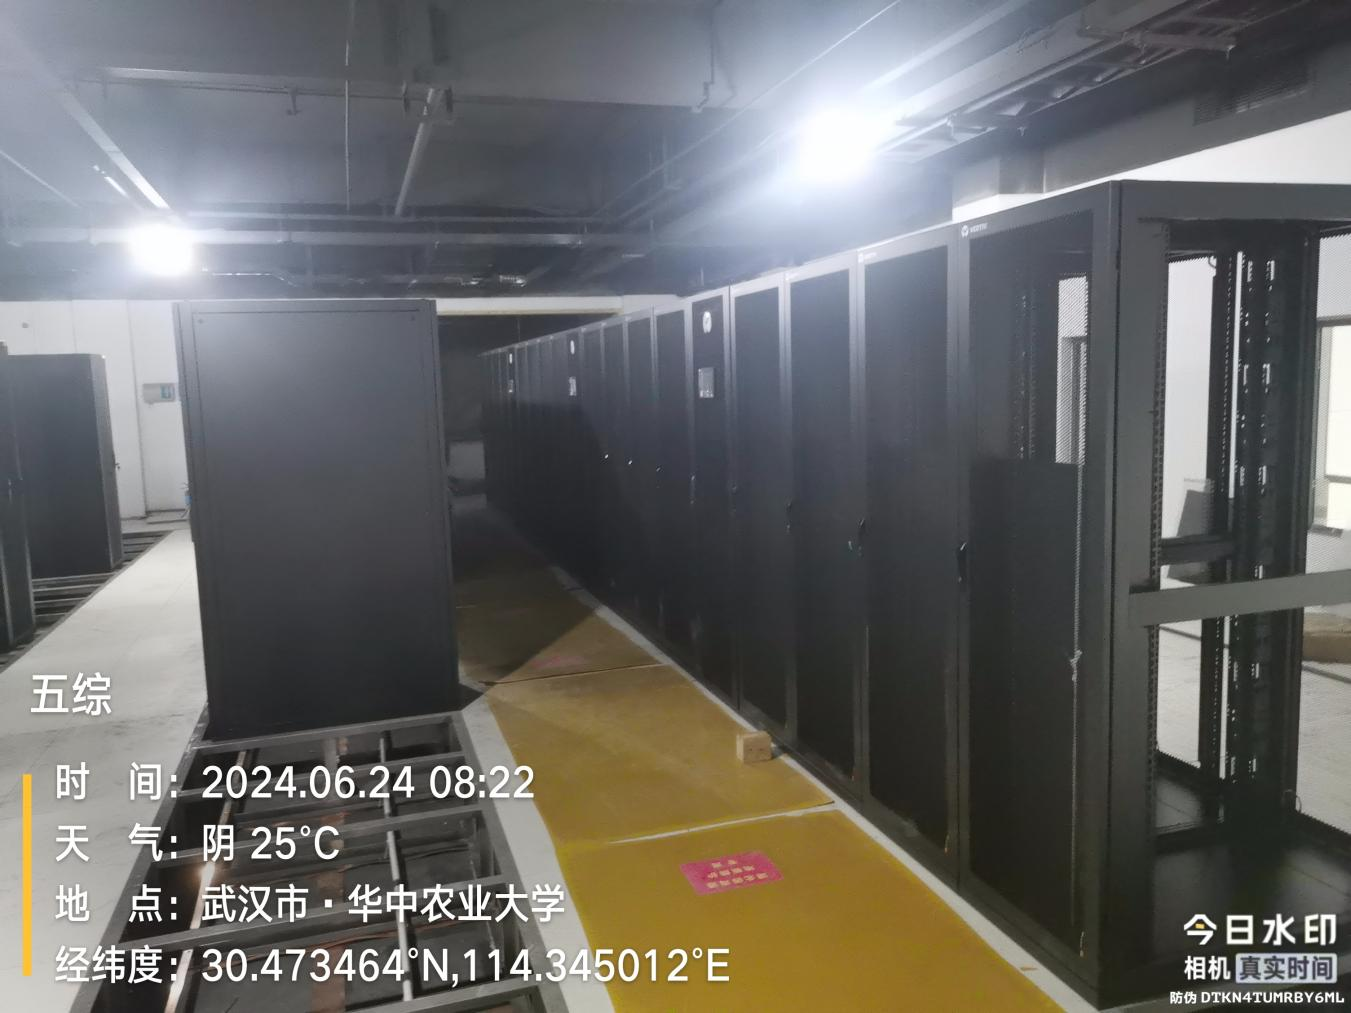 VERTIV
五综
时 间：2024.06.24 08:22
天 气：阴 25°C
地 点：武汉市·华中农业大学
经纬度：30.473464°N,114.345012°E
今日水印
相机 真实时间
防伪 DTKN4TUMRBY6ML